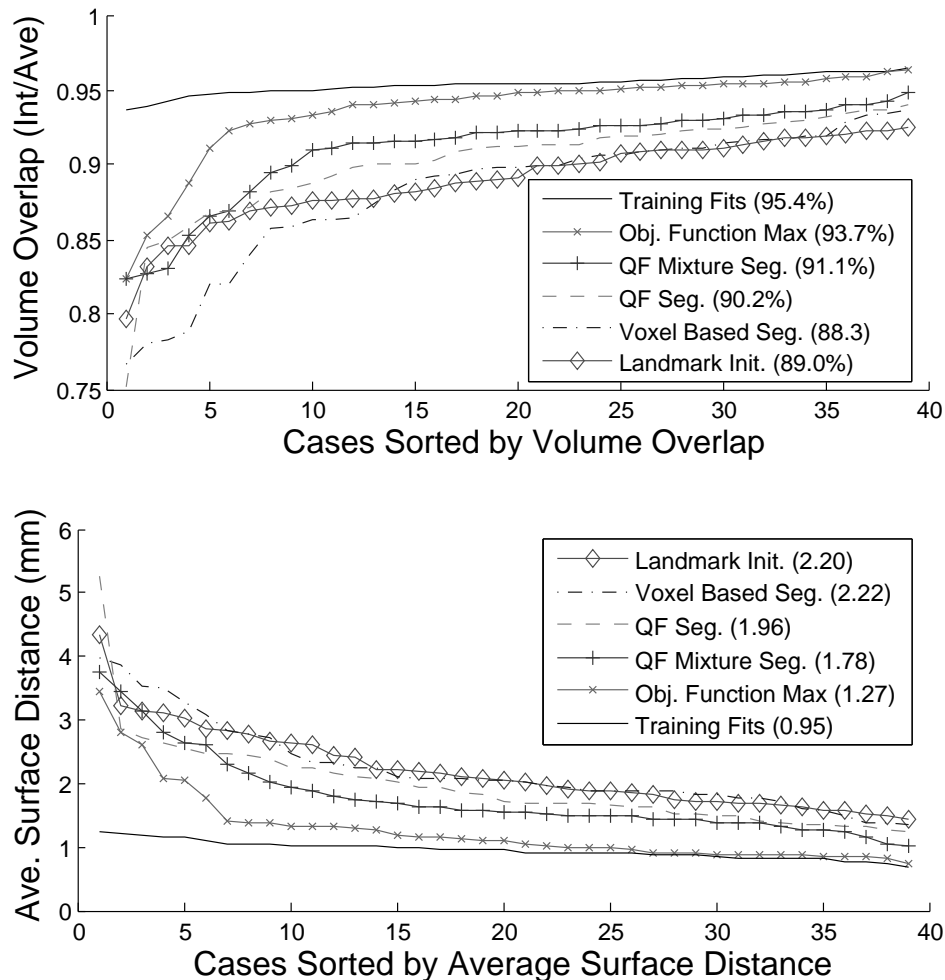 1
0.95
0.9
0.85
0.8
0.75
Volume Overlap (Int/Ave)
Training Fits (95.4%)
Obj. Function Max (93.7%)
QF Mixture Seg. (91.1%)
QF Seg. (90.2%)
Voxel Based Seg. (88.3)
Landmark Init. (89.0%)
0 5 10 15 20 25 30 35 40
Cases Sorted by Volume Overlap
6
5
4
3
2
1
0
Ave. Surface Distance (mm)
Landmark Init. (2.20)
Voxel Based Seg. (2.22)
QF Seg. (1.96)
QF Mixture Seg. (1.78)
Obj. Function Max (1.27)
Training Fits (0.95)
0 5 10 15 20 25 30 35 40
Cases Sorted by Average Surface Distance